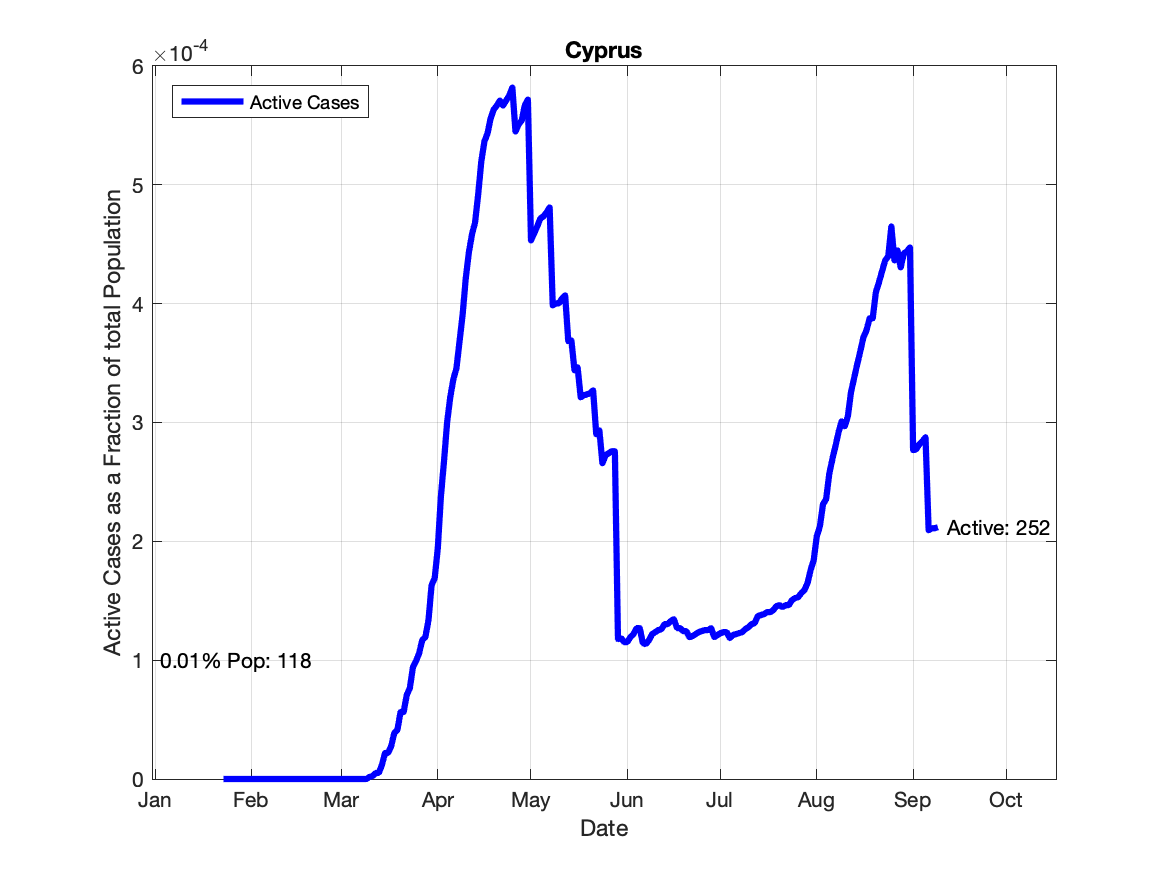 Cyprus
×10-4
Active Cases
6
5
4
3
2
1
0
Active Cases as a Fraction of total Population
0.01% Pop: 118
Active: 252
Jan Feb Mar Apr May Jun Jul Aug Sep Oct
Date